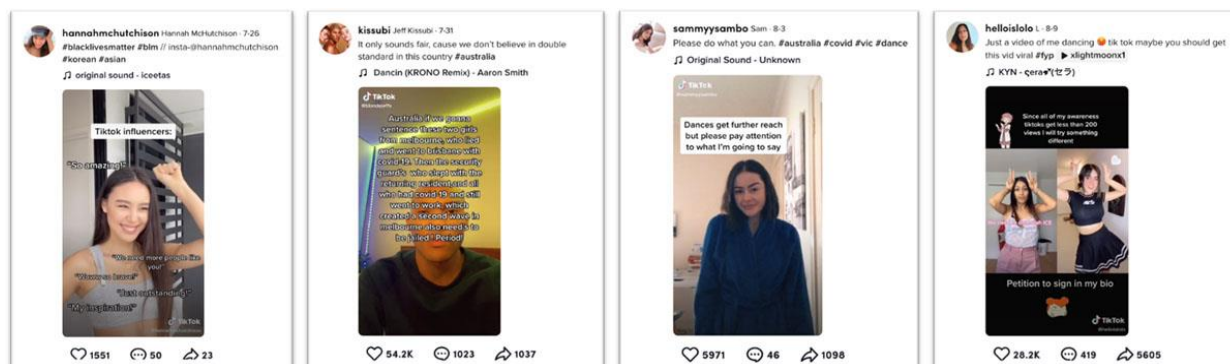 hannahmchutchison Hannah McHutchison · 7-26
#blacklivesmatter #blm // insta-@hannahmchutchison
#korean #asian
♫ original sound - iceetas
Tiktok influencers:
"So amazing!"
"We need more people like
you!"
"Woww so brave!"
"Just outstanding!"
"My inspiration!"
TikTok
1551
50
23
kissubi Jeff Kissubi · 7-31
It only sounds fair, cause we don't believe in double
standard in this country #australia
♫ Dancin (KRONO Remix) - Aaron Smith
TikTok
Australia if we gonna
sentence these two girls
from melbourne, who lied
and went to brisbane with
covid-19. Then the security
guards who slept with the
returning resident,and all
who had covid-19 and still
went to work, which
created a second wave in
melbourne also needs to
be jailed! Period!
54.2K
1023
1037
sammyysambo Sam · 8-3
Please do what you can. #australia #covid #vic #dance
♫ Original Sound - Unknown
TikTok
Dances get further reach
but please pay attention
to what I'm going to say
5971
46
1098
helloislolo L · 8-9
Just a video of me dancing 😡 tik tok maybe you should get
this vid viral #fyp ▶ xlightmoonx1
♫ KYN - çera♥*(セラ)
Since all of my awareness
tiktoks get less than 200
views I will try something
different
Petition to sign in my bio
TikTok
28.2K
419
5605